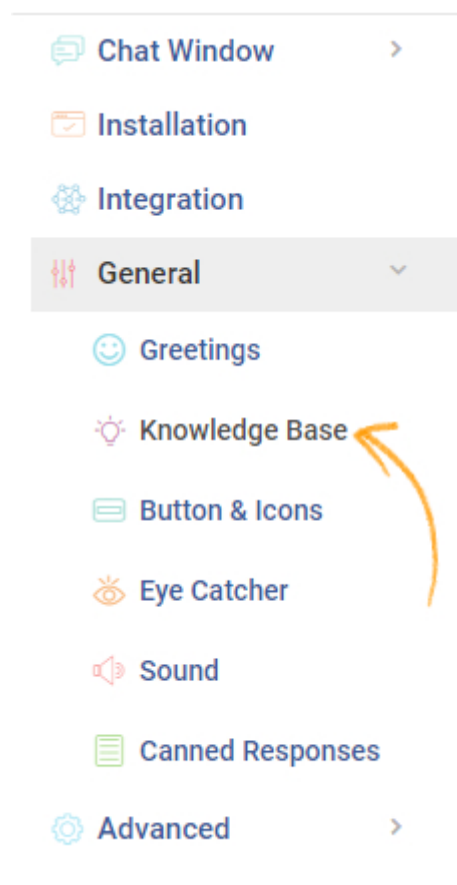 Chat Window
Installation
Integration
General
Greetings
Knowledge Base
Button & Icons
Eye Catcher
Sound
Canned Responses
Advanced